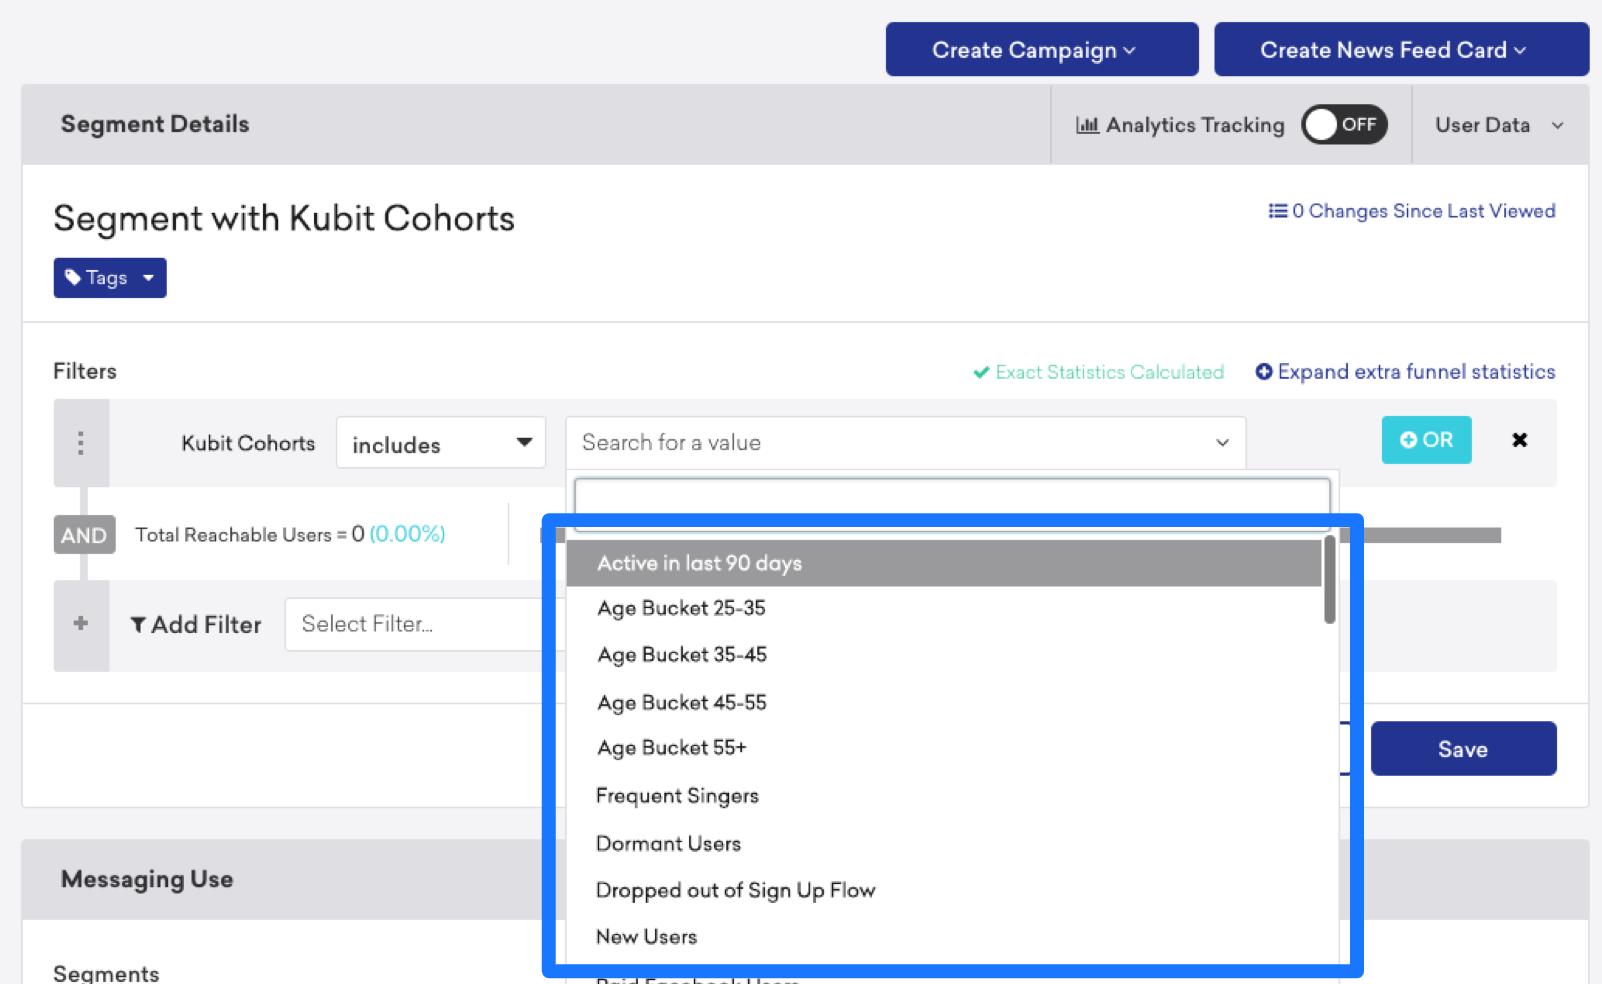 Create Campaign
Create News Feed Card
Segment Details
Analytics Tracking
OFF
User Data
Segment with Kubit Cohorts
0 Changes Since Last Viewed
Tags
Filters
Exact Statistics Calculated
Expand extra funnel statistics
Kubit Cohorts
includes
Search for a value
OR
AND
Total Reachable Users = 0 (0.00%)
Active in last 90 days
Age Bucket 25-35
Add Filter
Select Filter...
Age Bucket 35-45
Age Bucket 45-55
Age Bucket 55+
Save
Frequent Singers
Dormant Users
Messaging Use
Dropped out of Sign Up Flow
New Users
Segments
Paid Facebook Users